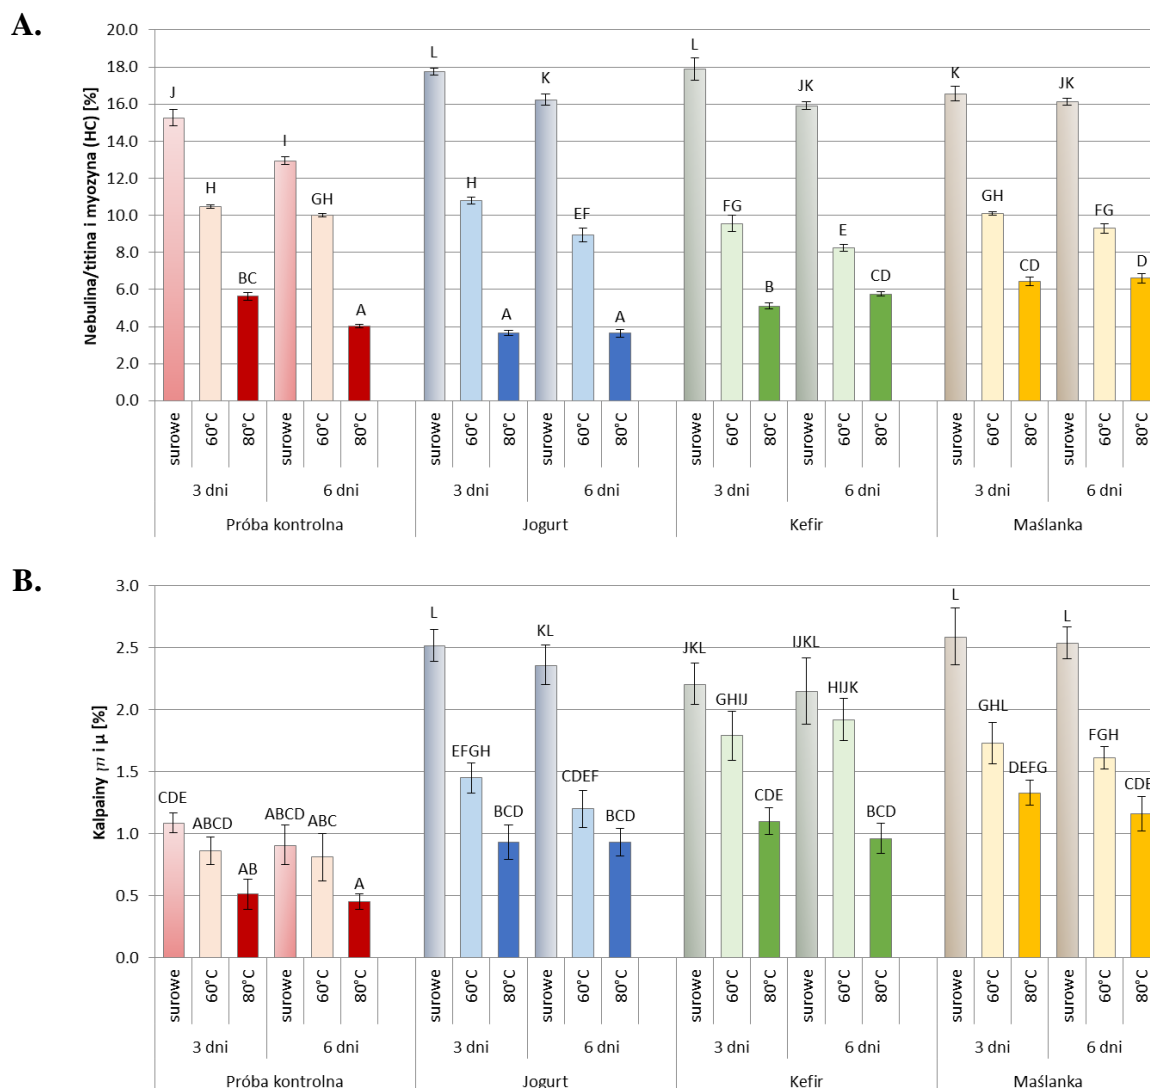 A.
Nebulina/titina i myozyna (HC) [%]
20.0
18.0
16.0
14.0
12.0
10.0
8.0
6.0
4.0
2.0
0.0
J H BC I GH A L H A K EF A L FG B JK E CD K GH CD JK FG D
surowe 60°C 80°C surowe 60°C 80°C surowe 60°C 80°C surowe 60°C 80°C surowe 60°C 80°C surowe 60°C 80°C surowe 60°C 80°C surowe 60°C 80°C
3 dni 6 dni 3 dni 6 dni 3 dni 6 dni 3 dni 6 dni
Próba kontrolna Jogurt Kefir Maślanka
B.
Kalpainy m i µ [%]
3.0
2.5
2.0
1.5
1.0
0.5
0.0
CDE ABCD AB ABCD ABC A L EFGH BCD KL CDEF BCD JKL GHIJ CDE IJKL HIJK BCD L GHL DEFG L FGH CDE
surowe 60°C 80°C surowe 60°C 80°C surowe 60°C 80°C surowe 60°C 80°C surowe 60°C 80°C surowe 60°C 80°C surowe 60°C 80°C surowe 60°C 80°C
3 dni 6 dni 3 dni 6 dni 3 dni 6 dni 3 dni 6 dni
Próba kontrolna Jogurt Kefir Maślanka